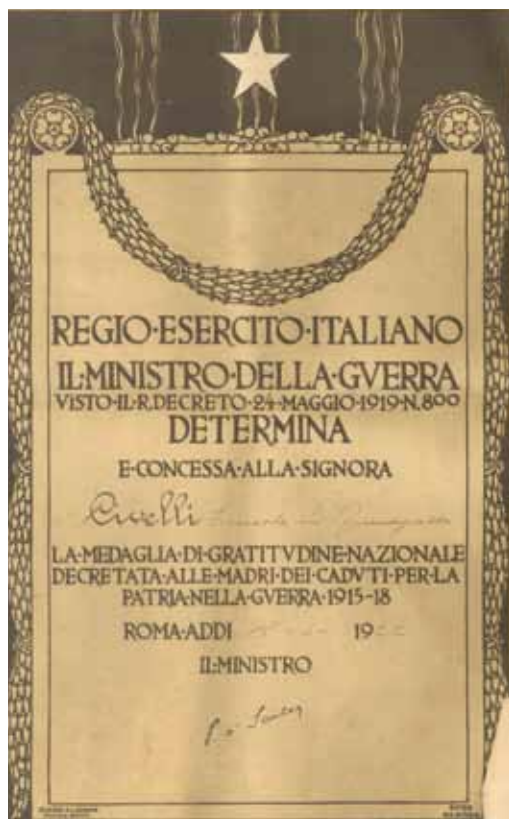 REGIO·ESERCITO·ITALIANO
IL·MINISTRO·DELLA·GVERRA
VISTO·IL·R.DECRETO·24·MAGGIO·1919·N.800
DETERMINA
E·CONCESSA·ALLA·SIGNORA
Civelli
LA·MEDAGLIA·DI·GRATITVDINE·NAZIONALE
DECRETATA·ALLE·MADRI·DEI·CADVTI·PER·LA
PATRIA·NELLA·GVERRA·1915-18
ROMA·ADDI 19
IL·MINISTRO